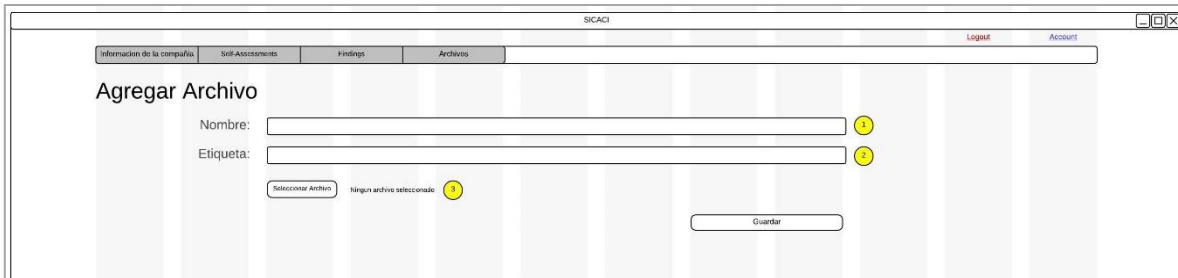 SICACI
Logout Account
Informacion de la compañia Self-Assessments Findings Archivos
Agregar Archivo
Nombre: 1
Etiqueta: 2
Seleccionar Archivo Ningun archivo seleccionado 3
Guardar